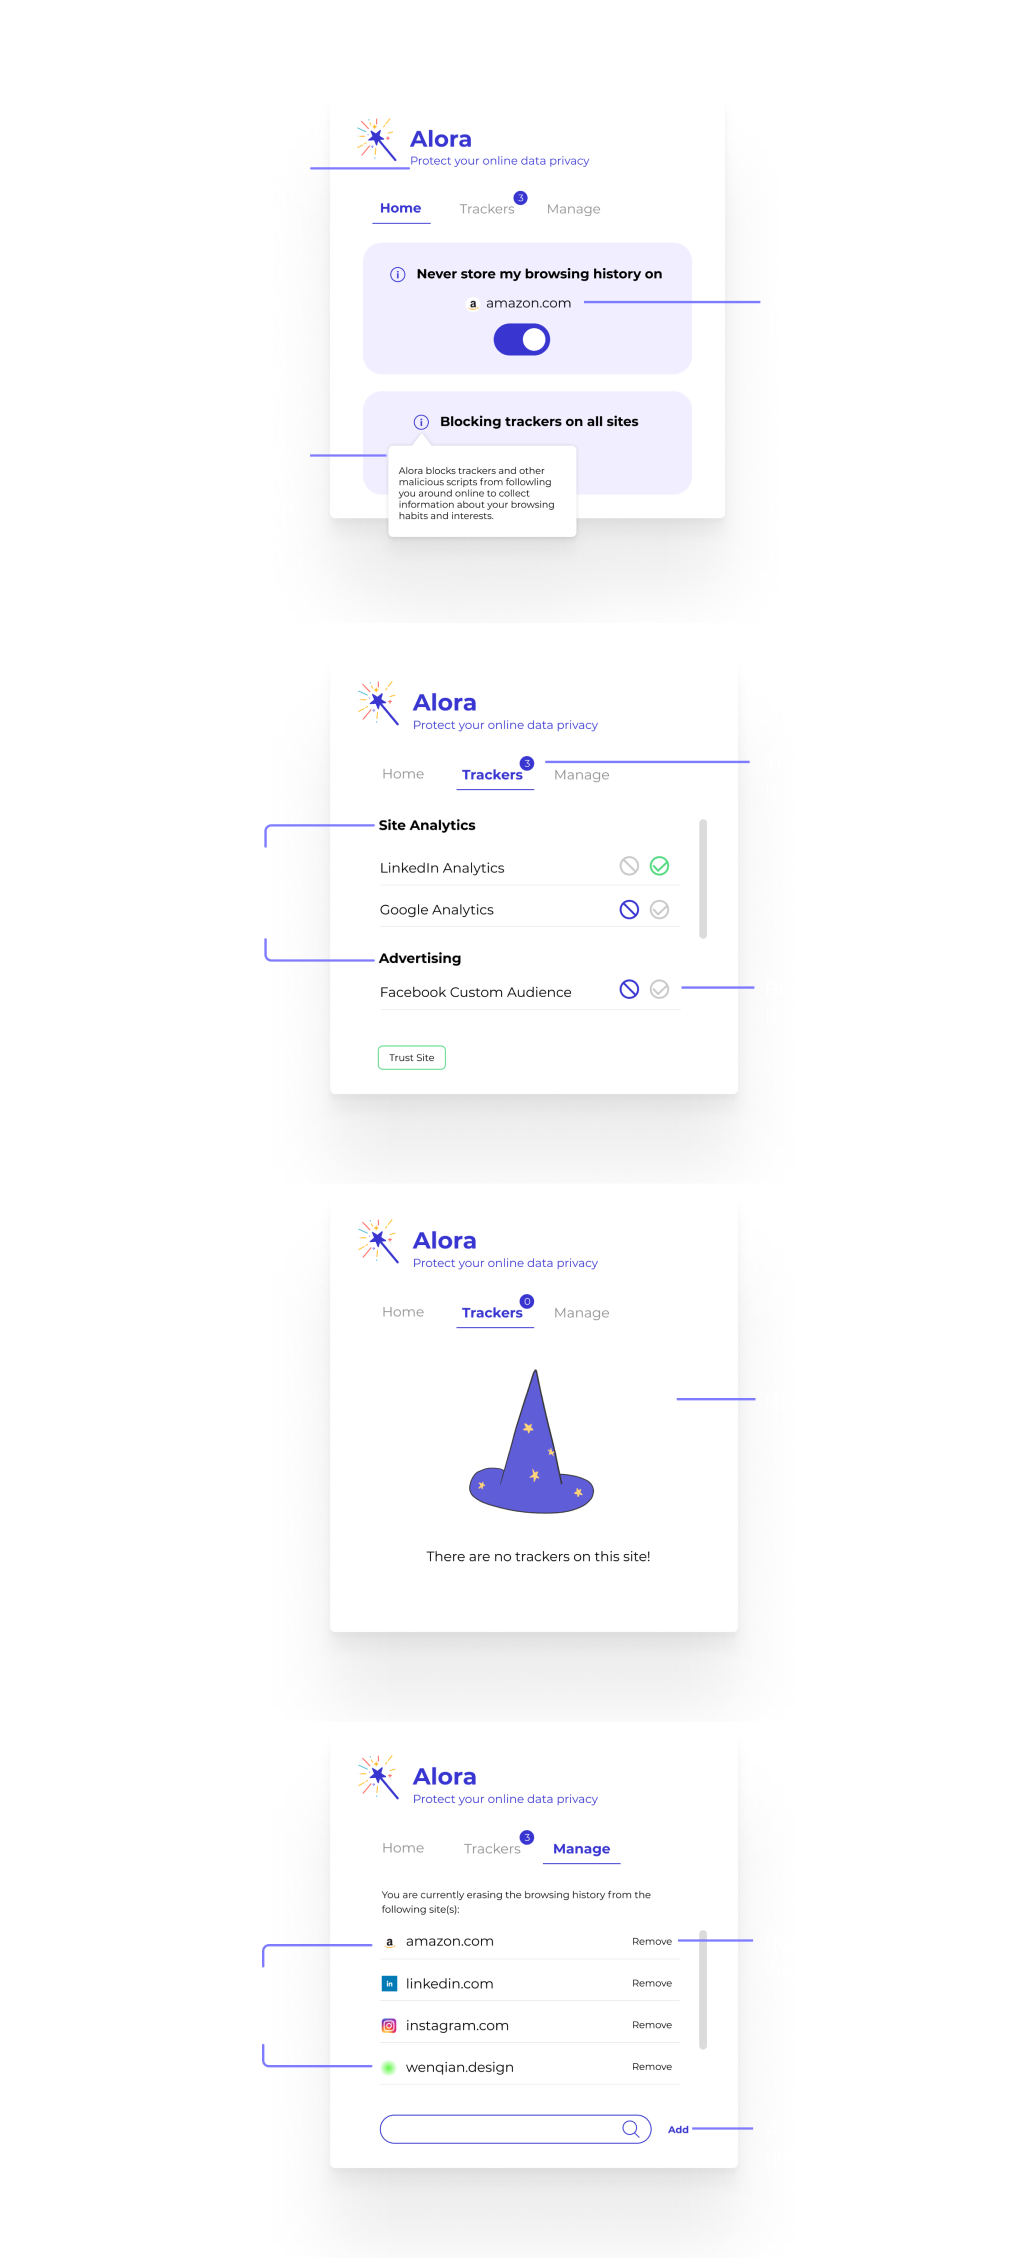 Alora
Protect your online data privacy
Home Trackers 3 Manage
Never store my browsing history on
amazon.com
Blocking trackers on all sites
Alora blocks trackers and other
malicious scripts from followling
you around online to collect
information about your browsing
habits and interests.
Alora
Protect your online data privacy
Home Trackers 3 Manage
Site Analytics
LinkedIn Analytics
Google Analytics
Advertising
Facebook Custom Audience
Trust Site
Alora
Protect your online data privacy
Home Trackers 0 Manage
There are no trackers on this site!
Alora
Protect your online data privacy
Home Trackers 3 Manage
You are currently erasing the browsing history from the
following site(s):
a amazon.com Remove
in linkedin.com Remove
instagram.com Remove
wenqian.design Remove
Add